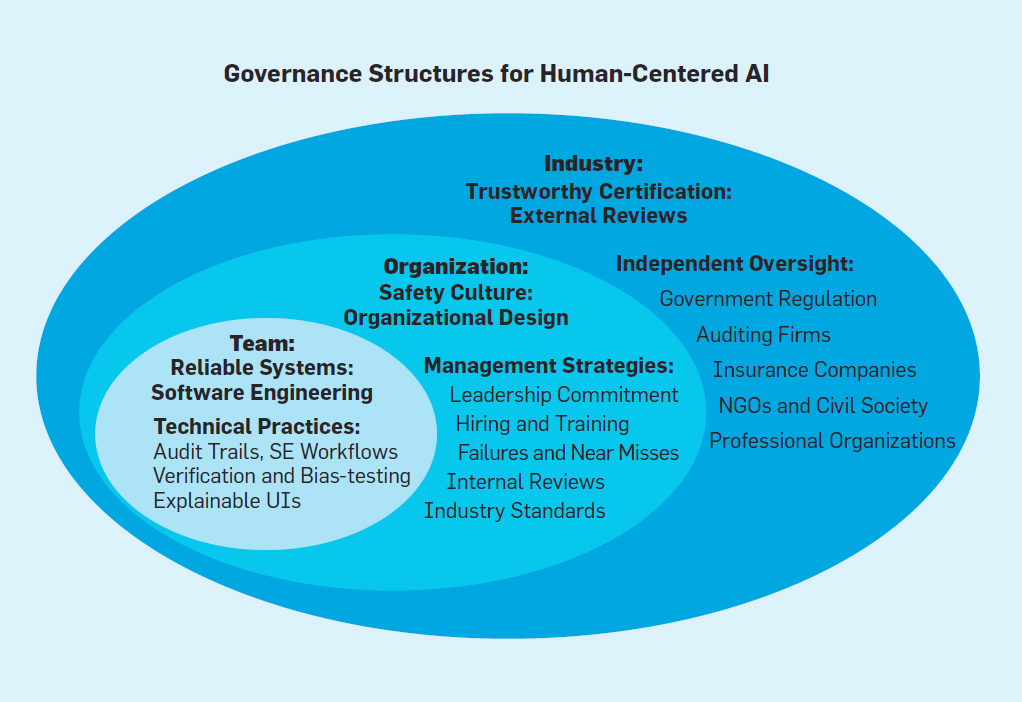 Governance Structures for Human-Centered AI
Industry:
Trustworthy Certification:
External Reviews
Independent Oversight:
Government Regulation
Auditing Firms
Insurance Companies
NGOs and Civil Society
Professional Organizations
Organization:
Safety Culture:
Organizational Design
Management Strategies:
Leadership Commitment
Hiring and Training
Failures and Near Misses
Internal Reviews
Industry Standards
Team:
Reliable Systems:
Software Engineering
Technical Practices:
Audit Trails, SE Workflows
Verification and Bias-testing
Explainable UIs